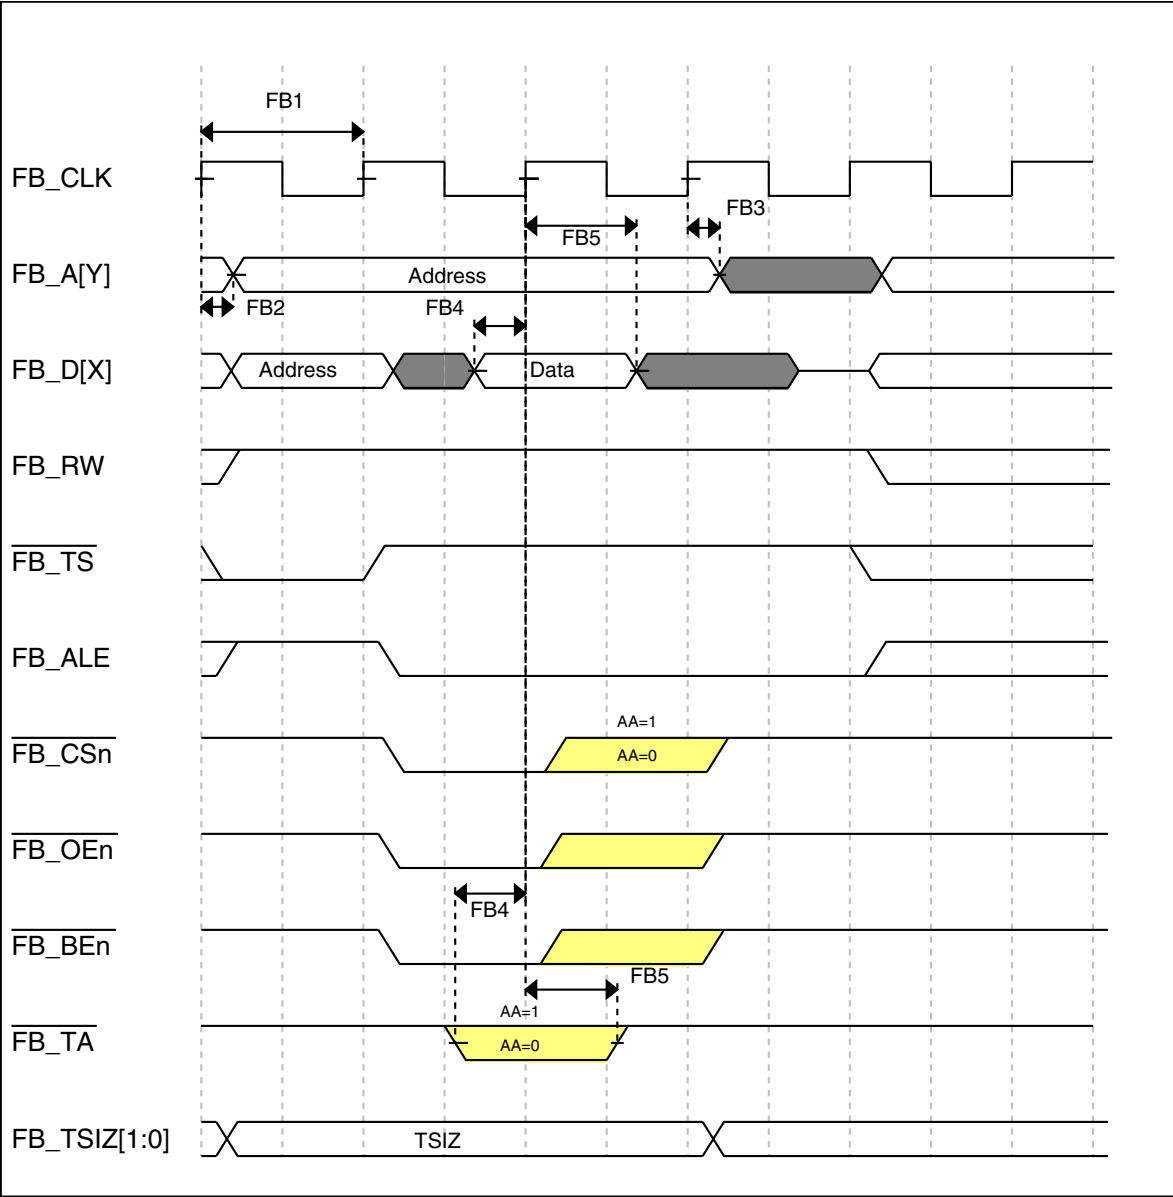 FB1
FB_CLK
FB3
FB5
FB_A[Y]
Address
FB2
FB4
FB_D[X]
Address
Data
FB_RW
FB_TS
FB_ALE
AA=1
FB_CSn
AA=0
FB_OEn
FB4
FB_BEn
FB5
AA=1
FB_TA
AA=0
FB_TSIZ[1:0]
TSIZ